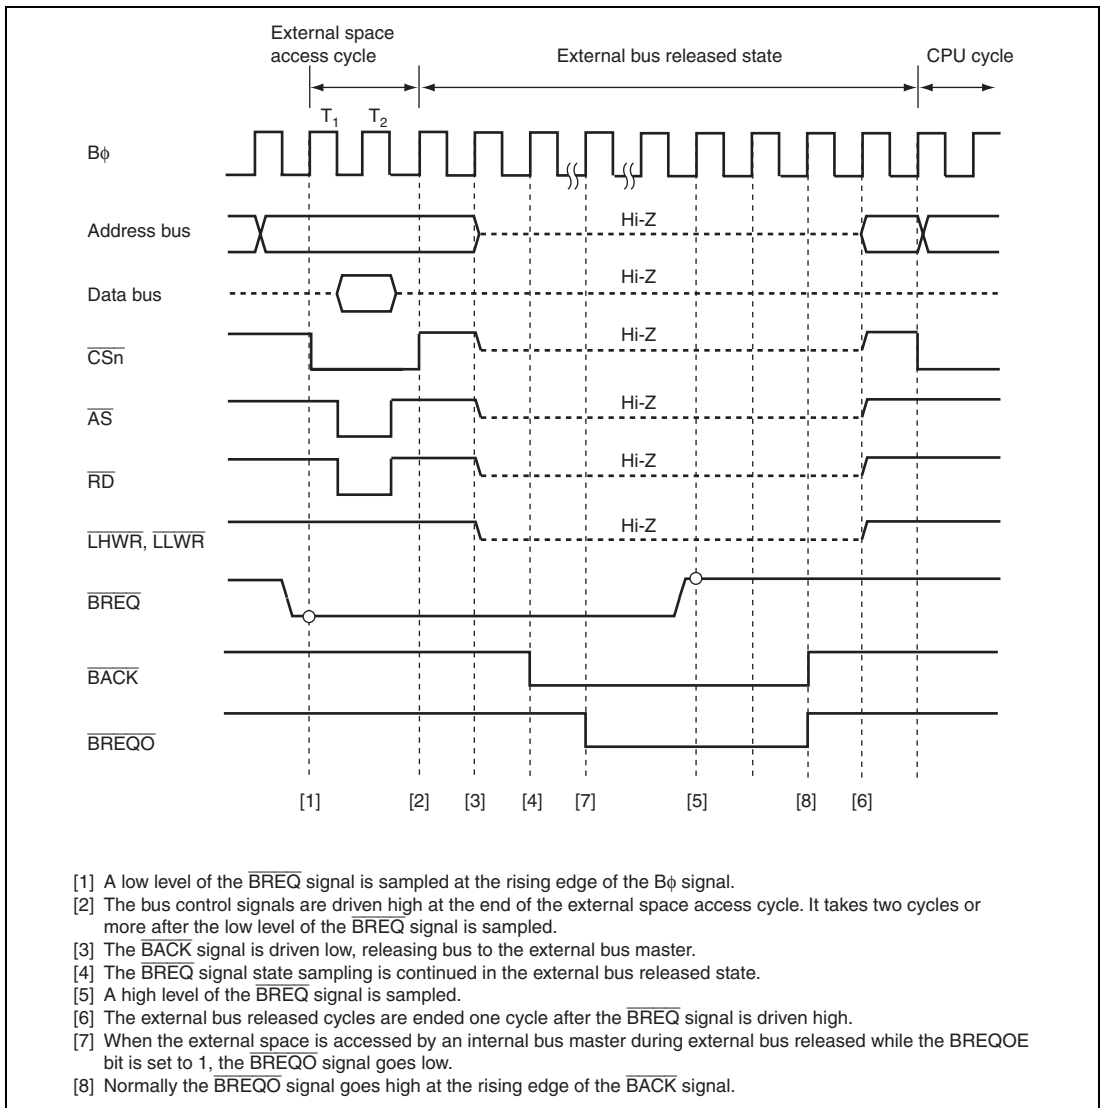 External space
access cycle
External bus released state
CPU cycle
T1
T2
Bϕ
Address bus
Hi-Z
Data bus
Hi-Z
CSn
Hi-Z
AS
Hi-Z
RD
Hi-Z
LHWR, LLWR
Hi-Z
BREQ
BACK
BREQO
[1] [2] [3] [4] [7] [5] [8] [6]
[1] A low level of the BREQ signal is sampled at the rising edge of the Bϕ signal.
[2] The bus control signals are driven high at the end of the external space access cycle. It takes two cycles or
more after the low level of the BREQ signal is sampled.
[3] The BACK signal is driven low, releasing bus to the external bus master.
[4] The BREQ signal state sampling is continued in the external bus released state.
[5] A high level of the BREQ signal is sampled.
[6] The external bus released cycles are ended one cycle after the BREQ signal is driven high.
[7] When the external space is accessed by an internal bus master during external bus released while the BREQOE
bit is set to 1, the BREQO signal goes low.
[8] Normally the BREQO signal goes high at the rising edge of the BACK signal.